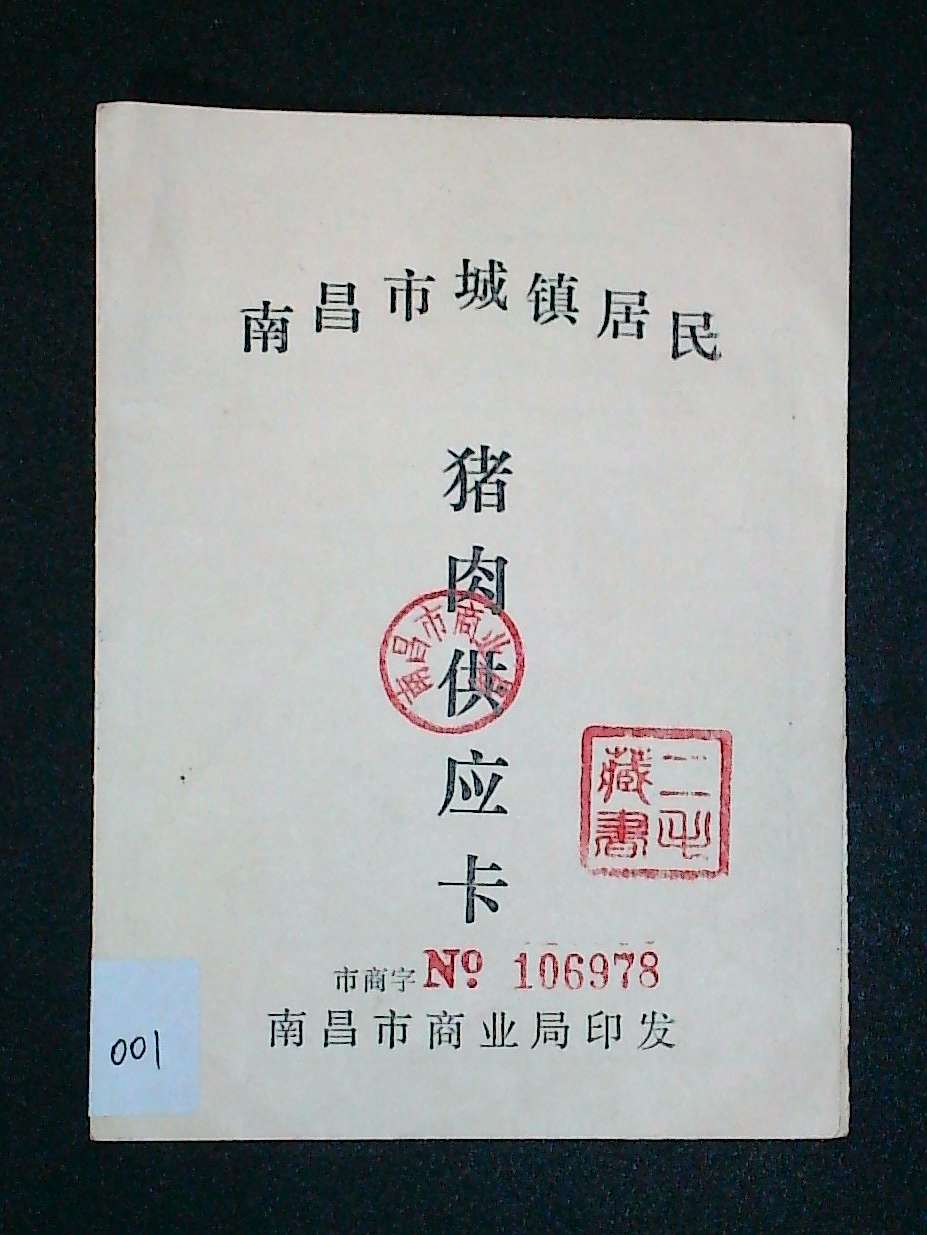 南昌市城镇居民
猪肉供应卡
南昌市商业局
藏书
市商字 Nº 106978
南昌市商业局印发
001